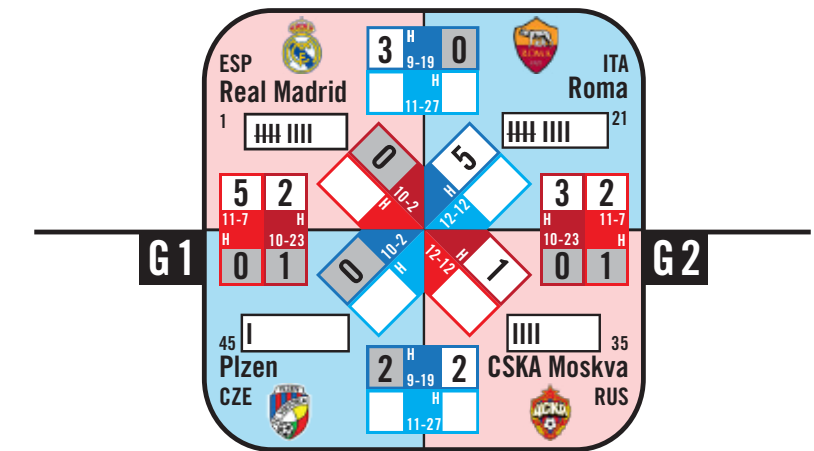 ESP
Real Madrid
1
ROMA
ITA
Roma
21
3 H 9-19 0
H 11-27
0 10-2 H
5 H 12-12
5 2
11-7 H
H 10-23
0 1
3 2
H 11-7
10-23 H
0 1
G1
G2
0 10-2 H
12-12 H 1
45
Plzen
CZE
35
CSKA Moskva
RUS
ЦСКА
2 H 9-19 2
H 11-27